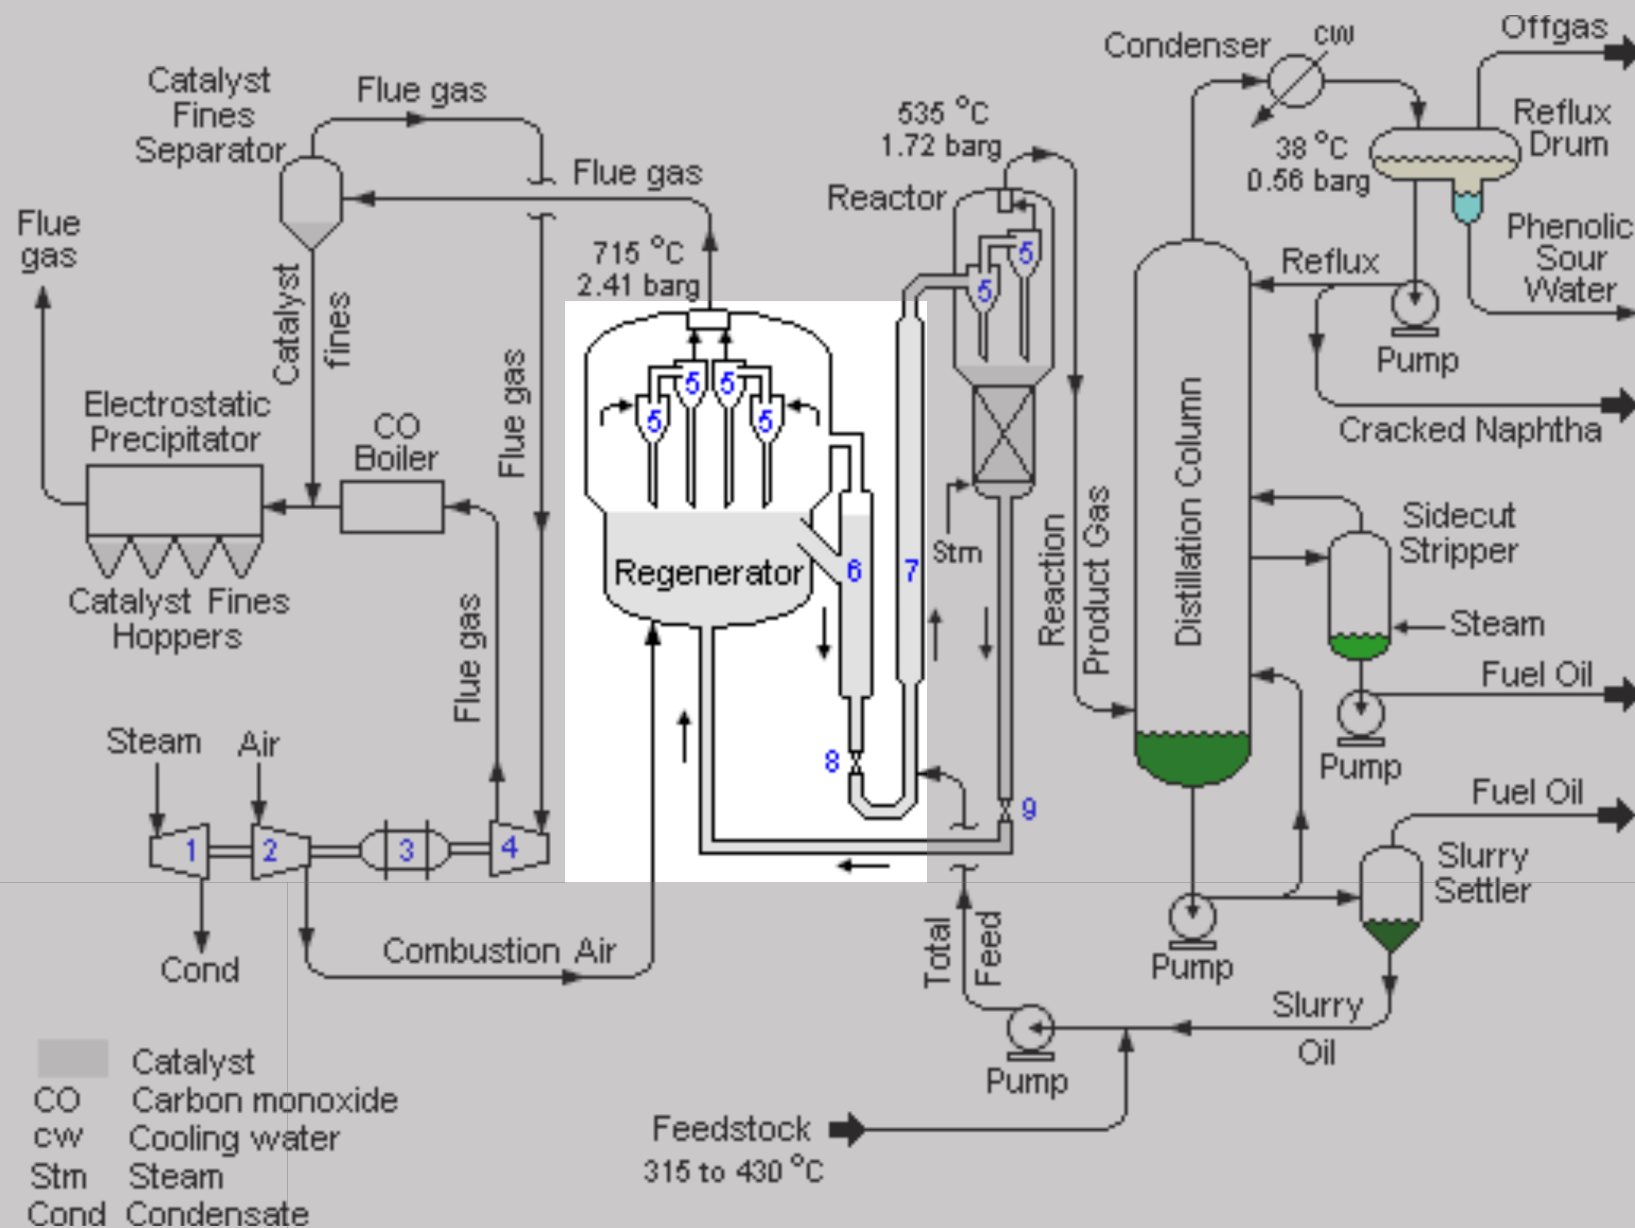 Catalyst
Fines
Separator
Flue gas
Flue gas
Flue
gas
Catalyst
fines
715 °C
2.41 barg
535 °C
1.72 barg
Reactor
Condenser
cw
38 °C
0.56 barg
Offgas
Reflux
Drum
Phenolic
Sour
Water
Reflux
Pump
Cracked Naphtha
Electrostatic
Precipitator
CO
Boiler
Catalyst Fines
Hoppers
Flue gas
Flue gas
5
5
5
5
5
5
Regenerator
6
7
8
9
Stm
Reaction
Product Gas
Distillation Column
Sidecut
Stripper
Steam
Fuel Oil
Pump
Fuel Oil
Slurry
Settler
Pump
Steam
Air
1
2
3
4
Cond
Combustion Air
Total
Feed
Slurry
Oil
Pump
Feedstock
315 to 430 °C
Catalyst
CO Carbon monoxide
cw Cooling water
Stm Steam
Cond Condensate